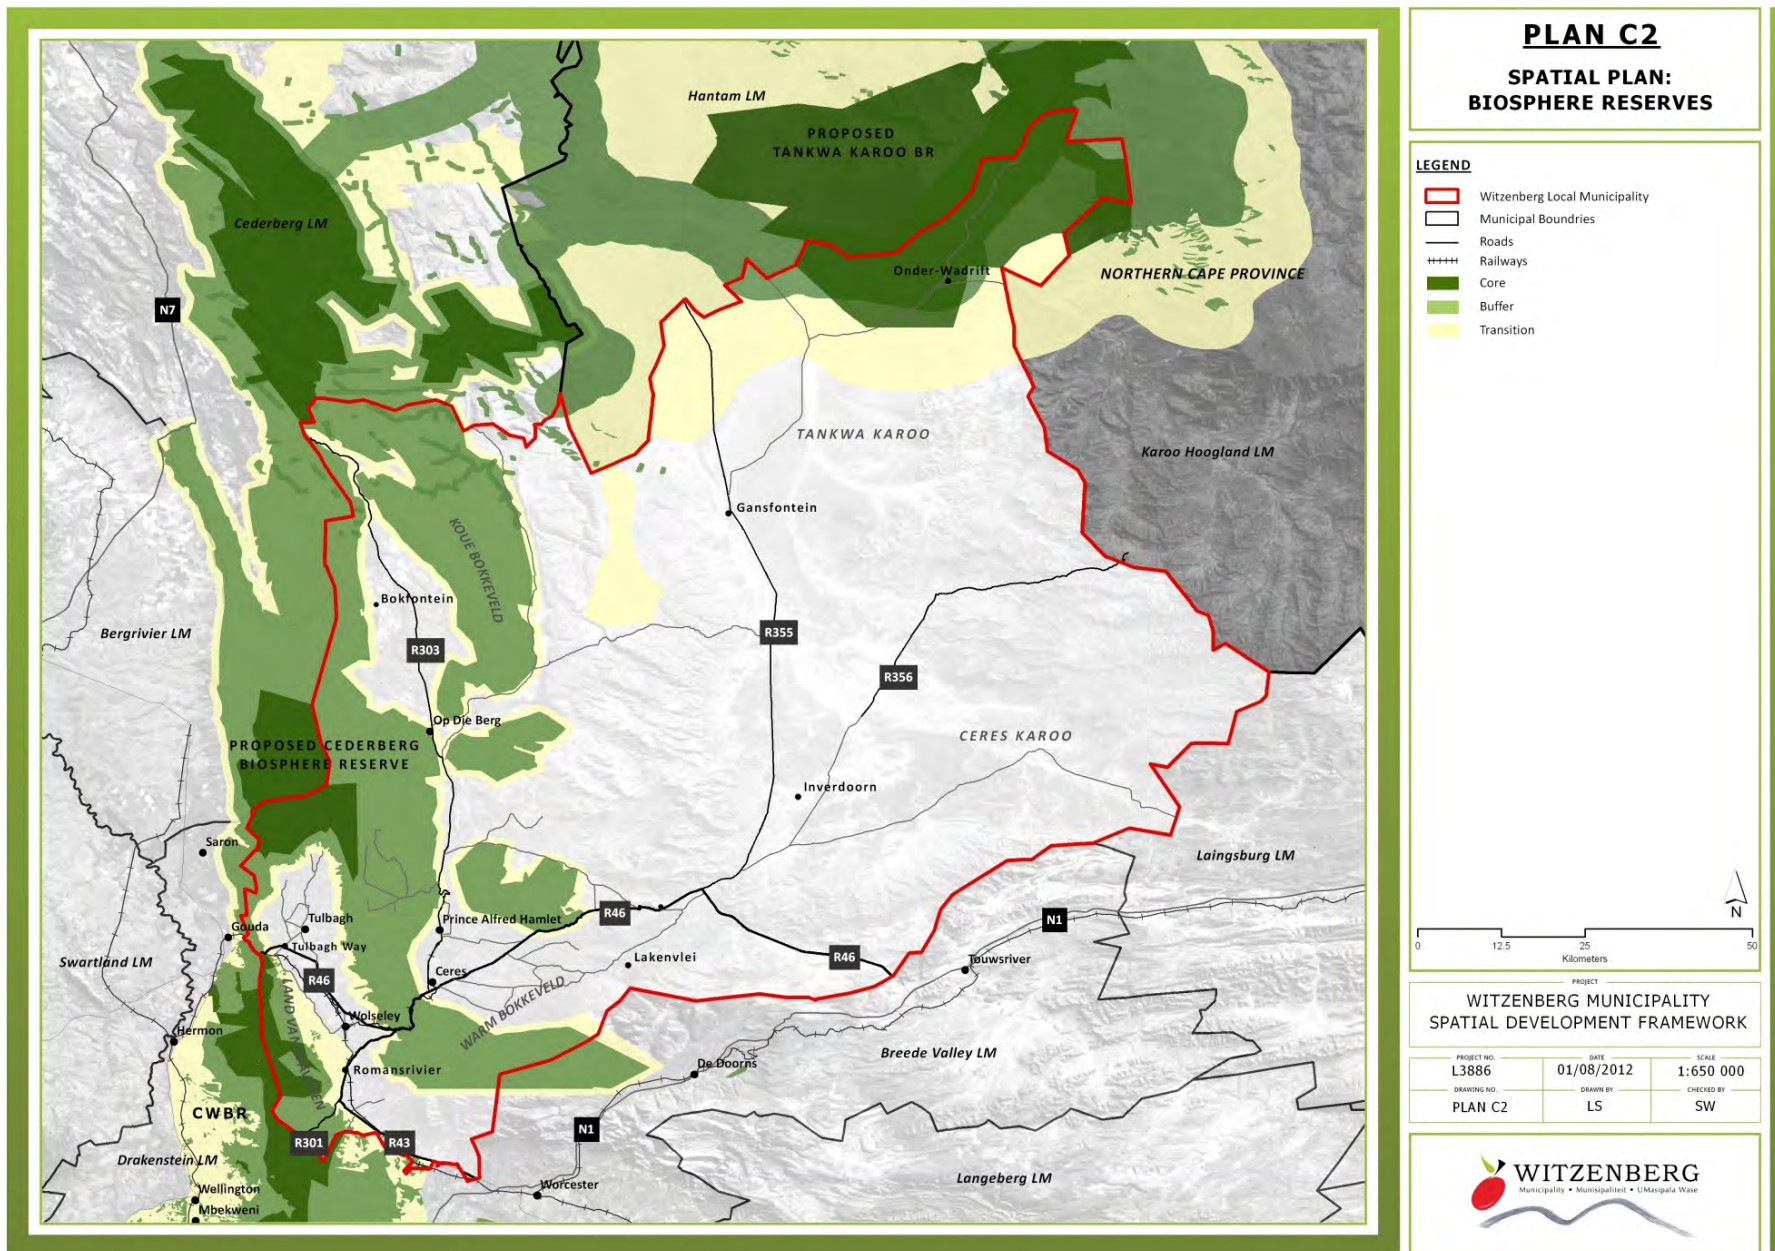 PLAN C2
SPATIAL PLAN:
BIOSPHERE RESERVES
LEGEND
Witzenberg Local Municipality
Municipal Boundries
Roads
Railways
Core
Buffer
Transition
N
0 12.5 25 50
Kilometers
PROJECT
WITZENBERG MUNICIPALITY
SPATIAL DEVELOPMENT FRAMEWORK
PROJECT NO. DATE SCALE
L3886 01/08/2012 1:650 000
DRAWING NO. DRAWN BY CHECKED BY
PLAN C2 LS SW
WITZENBERG
Municipality • Munisipaliteit • UMasipala Wase
Hantam LM
PROPOSED
TANKWA KAROO BR
Cederberg LM
Onder-Wadrift
NORTHERN CAPE PROVINCE
N7
TANKWA KAROO
Karoo Hoogland LM
Gansfontein
KOUE BOKKEVELD
Bokfontein
Bergrivier LM
R355
R303
R356
Op Die Berg
CERES KAROO
PROPOSED CEDERBERG
BIOSPHERE RESERVE
Inverdoorn
Saron
Laingsburg LM
R46
N1
Tulbagh
Prince Alfred Hamlet
Gouda
Tulbagh Way
Swartland LM
R46
Lakenvlei
Touwsriver
Ceres
R46
WARM BOKKEVELD
Wolseley
Hermon
Breede Valley LM
De Doorns
Romansrivier
CWBR
N1
R301
R43
Drakenstein LM
Langeberg LM
Wellington
Worcester
Mbekweni